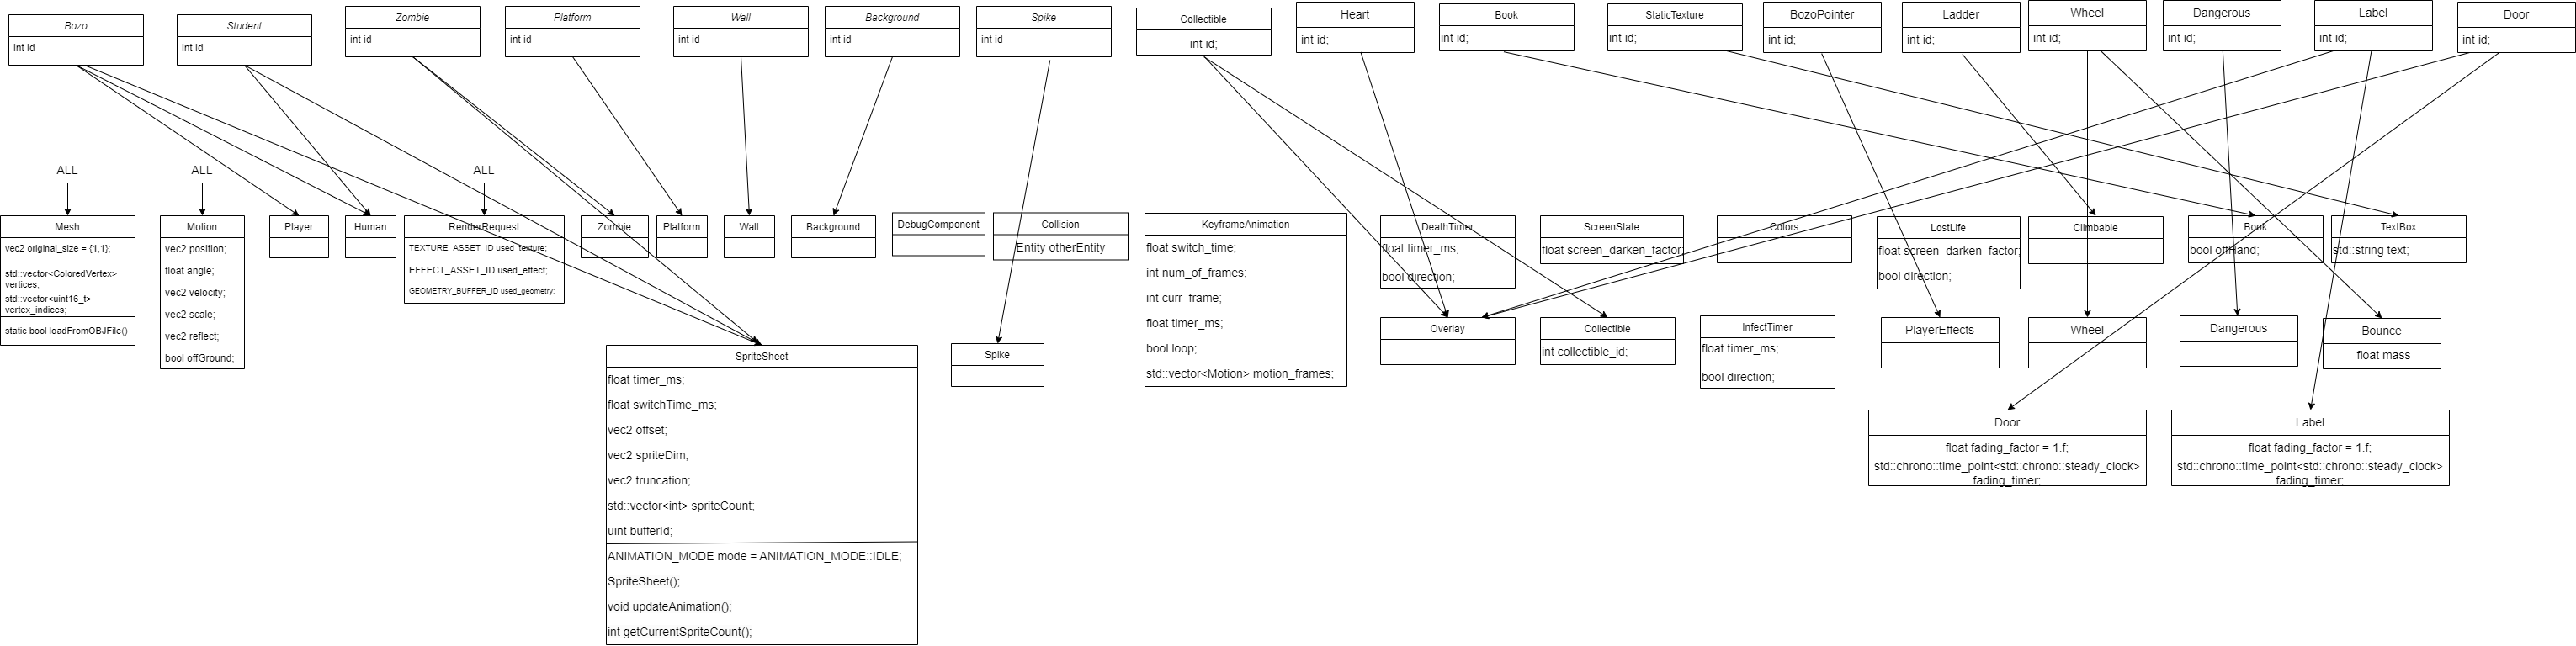 Bozo
int id
Student
int id
Zombie
int id
Platform
int id
Wall
int id
Background
int id
Spike
int id
Collectible
int id;
Heart
int id;
Book
int id;
StaticTexture
int id;
BozoPointer
int id;
Ladder
int id;
Wheel
int id;
Dangerous
int id;
Label
int id;
Door
int id;
ALL
ALL
ALL
Mesh
vec2 original_size = {1,1};
std::vector<ColoredVertex>
vertices;
std::vector<uint16_t>
vertex_indices;
static bool loadFromOBJFile()
Motion
vec2 position;
float angle;
vec2 velocity;
vec2 scale;
vec2 reflect;
bool offGround;
Player
Human
RenderRequest
TEXTURE_ASSET_ID used_texture;
EFFECT_ASSET_ID used_effect;
GEOMETRY_BUFFER_ID used_geometry;
Zombie
Platform
Wall
Background
DebugComponent
Collision
Entity otherEntity
KeyframeAnimation
float switch_time;
int num_of_frames;
int curr_frame;
float timer_ms;
bool loop;
std::vector<Motion> motion_frames;
DeathTimer
float timer_ms;
bool direction;
ScreenState
float screen_darken_factor;
Colors
LostLife
float screen_darken_factor;
bool direction;
Climbable
Book
bool offHand;
TextBox
std::string text;
SpriteSheet
float timer_ms;
float switchTime_ms;
vec2 offset;
vec2 spriteDim;
vec2 truncation;
std::vector<int> spriteCount;
uint bufferId;
ANIMATION_MODE mode = ANIMATION_MODE::IDLE;
SpriteSheet();
void updateAnimation();
int getCurrentSpriteCount();
Spike
Overlay
Collectible
int collectible_id;
InfectTimer
float timer_ms;
bool direction;
PlayerEffects
Wheel
Dangerous
Bounce
float mass
Door
float fading_factor = 1.f;
std::chrono::time_point<std::chrono::steady_clock>
fading_timer;
Label
float fading_factor = 1.f;
std::chrono::time_point<std::chrono::steady_clock>
fading_timer;